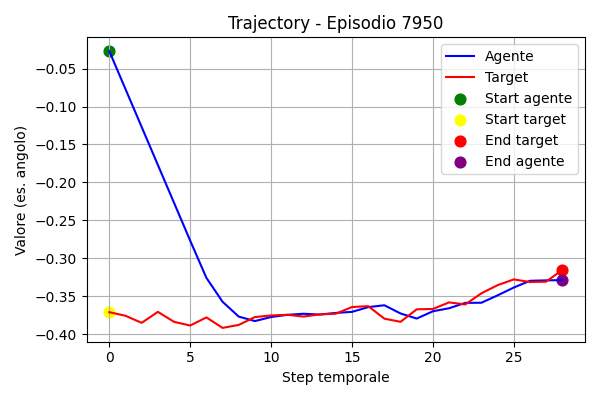 Trajectory - Episodio 7950
Valore (es. angolo)
−0.05
−0.10
−0.15
−0.20
−0.25
−0.30
−0.35
−0.40
Agente
Target
Start agente
Start target
End target
End agente
0 5 10 15 20 25
Step temporale